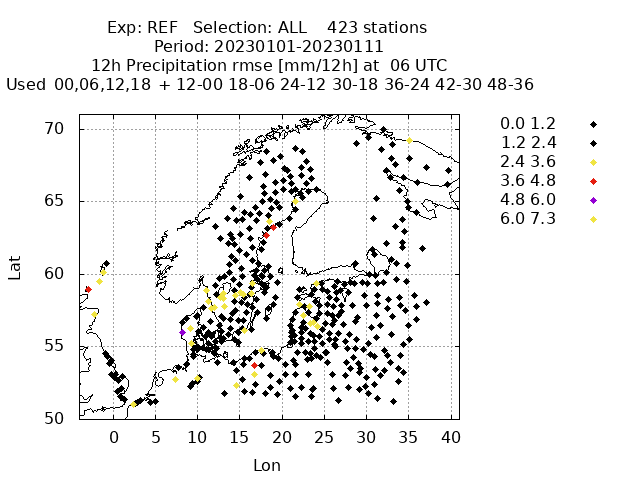 Exp: REF   Selection: ALL    423 stations
Period: 20230101-20230111
12h Precipitation rmse [mm/12h] at  06 UTC
Used  00,06,12,18  + 12-00 18-06 24-12 30-18 36-24 42-30 48-36
0.0 1.2
1.2 2.4
2.4 3.6
3.6 4.8
4.8 6.0
6.0 7.3
70
65
60
55
50
Lat
0 5 10 15 20 25 30 35 40
Lon